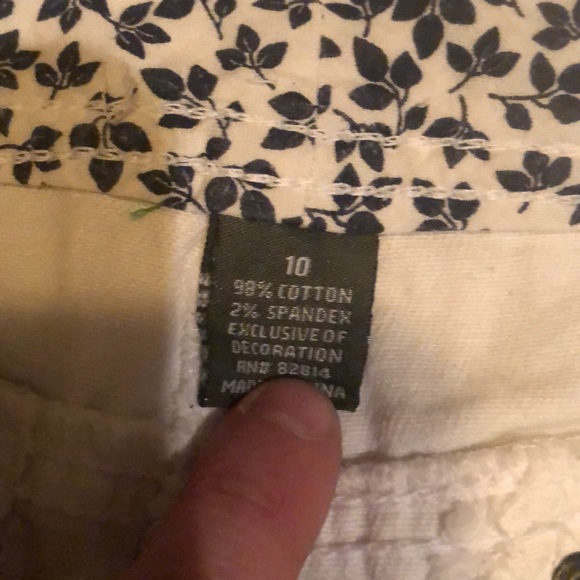 10
98% COTTON
2% SPANDEX
EXCLUSIVE OF
DECORATION
RN# 82814